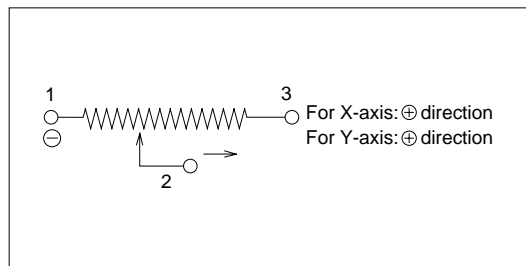 1
3
For X-axis: ⊕ direction
⊖
For Y-axis: ⊕ direction
2